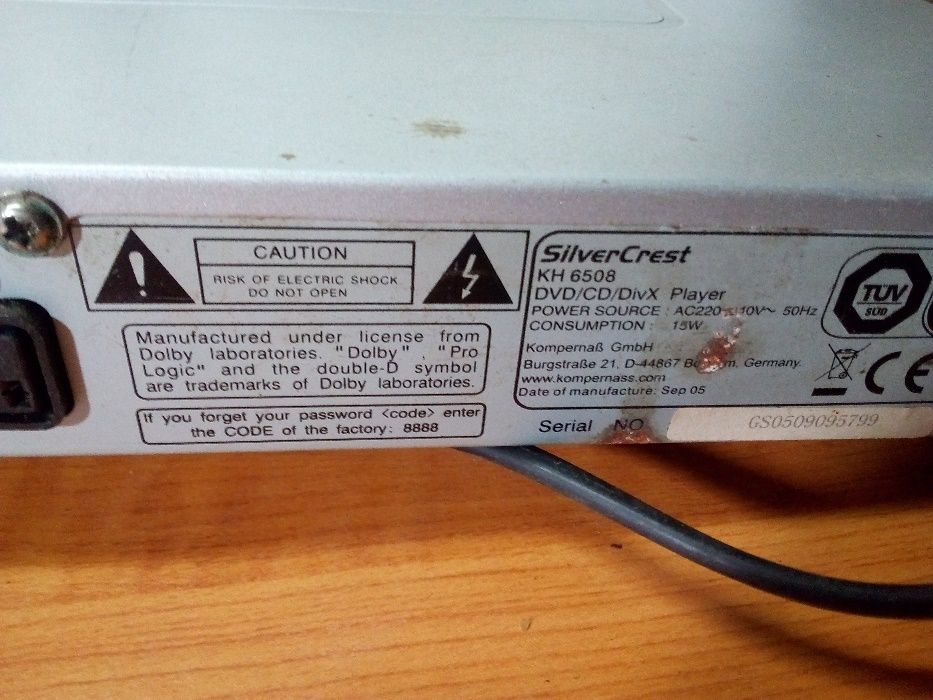 CAUTION
RISK OF ELECTRIC SHOCK
DO NOT OPEN
Manufactured under license from
Dolby laboratories. "Dolby" , "Pro
Logic" and the double-D symbol
are trademarks of Dolby laboratories.
If you forget your password <code> enter
the CODE of the factory: 8888
SilverCrest
KH 6508
DVD/CD/DivX Player
POWER SOURCE : AC220 10V~ 50Hz
CONSUMPTION : 15W
Kompernaß GmbH
Burgstraße 21, D-44867 Germany.
www.kompernass.com
Date of manufacture: Sep 05
TÜV
SÜD
CE
Serial NO
GS0509095799